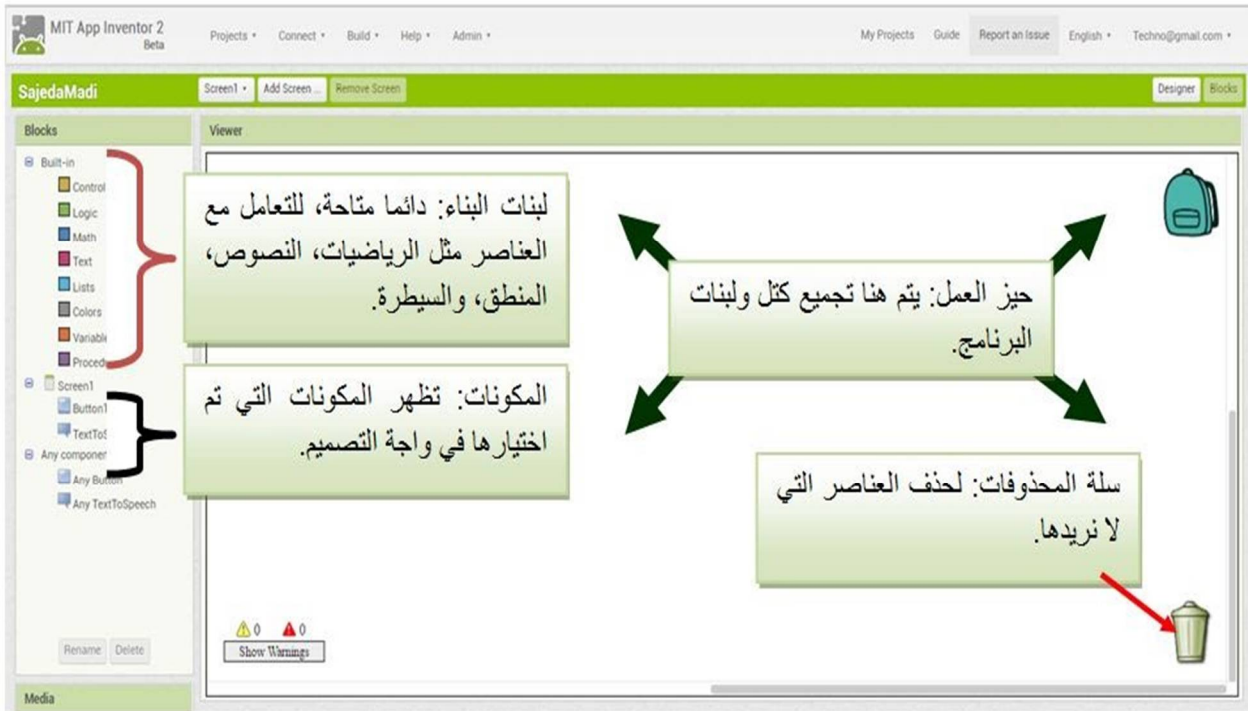 MIT App Inventor 2
Beta
Projects Connect Build Help Admin
My Projects Guide Report an Issue English Techno@gmail.com
SajedaMadi
Screen1 Add Screen ... Remove Screen
Designer Blocks
Blocks
Viewer
Built-in
Control
Logic
Math
Text
Lists
Colors
Variable
Proced
Screen1
Button1
TextToS
Any componen
Any Button
Any TextToSpeech
Rename Delete
Media
لبنات البناء: دائما متاحة، للتعامل مع
العناصر مثل الرياضيات، النصوص،
المنطق، والسيطرة.
المكونات: تظهر المكونات التي تم
اختيارها في واجة التصميم.
حيز العمل: يتم هنا تجميع كتل ولبنات
البرنامج.
سلة المحذوفات: لحذف العناصر التي
لا نريدها.
0 0
Show Warnings